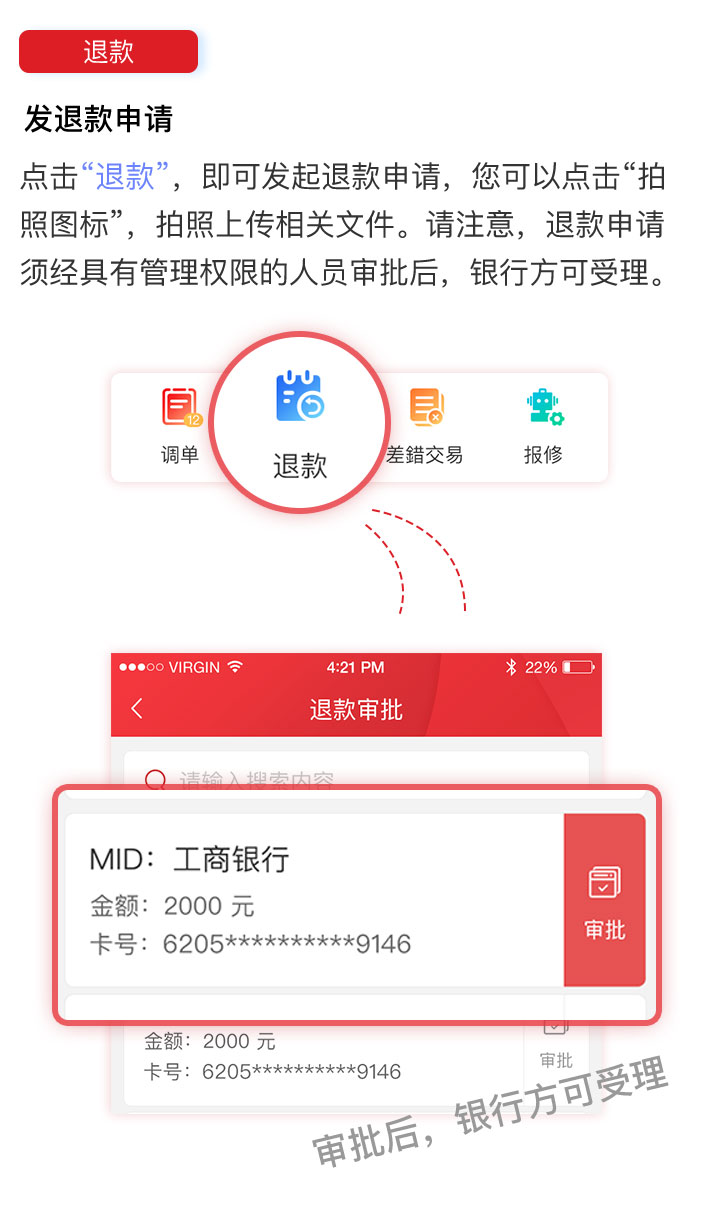 退款
发退款申请
点击“退款”，即可发起退款申请，您可以点击“拍
照图标”，拍照上传相关文件。请注意，退款申请
须经具有管理权限的人员审批后，银行方可受理。
12
调单
退款
差錯交易
报修
VIRGIN 4:21 PM 22%
退款审批
请输入搜索内容
MID：工商银行
金额：2000 元
卡号：6205**********9146
审批
金额：2000 元
卡号：6205**********9146
审批
审批后，银行方可受理